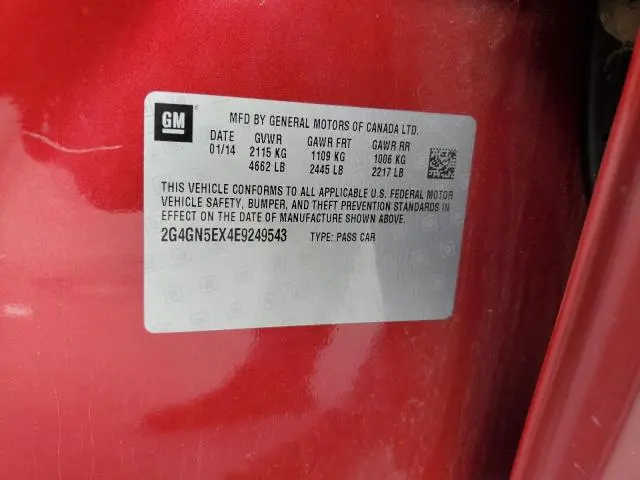 GM
MFD BY GENERAL MOTORS OF CANADA LTD.
DATE GVWR GAWR FRT GAWR RR
01/14 2115 KG 1109 KG 1006 KG
4662 LB 2445 LB 2217 LB
THIS VEHICLE CONFORMS TO ALL APPLICABLE U.S. FEDERAL MOTOR
VEHICLE SAFETY, BUMPER, AND THEFT PREVENTION STANDARDS IN
EFFECT ON THE DATE OF MANUFACTURE SHOWN ABOVE.
2G4GN5EX4E9249543 TYPE: PASS CAR